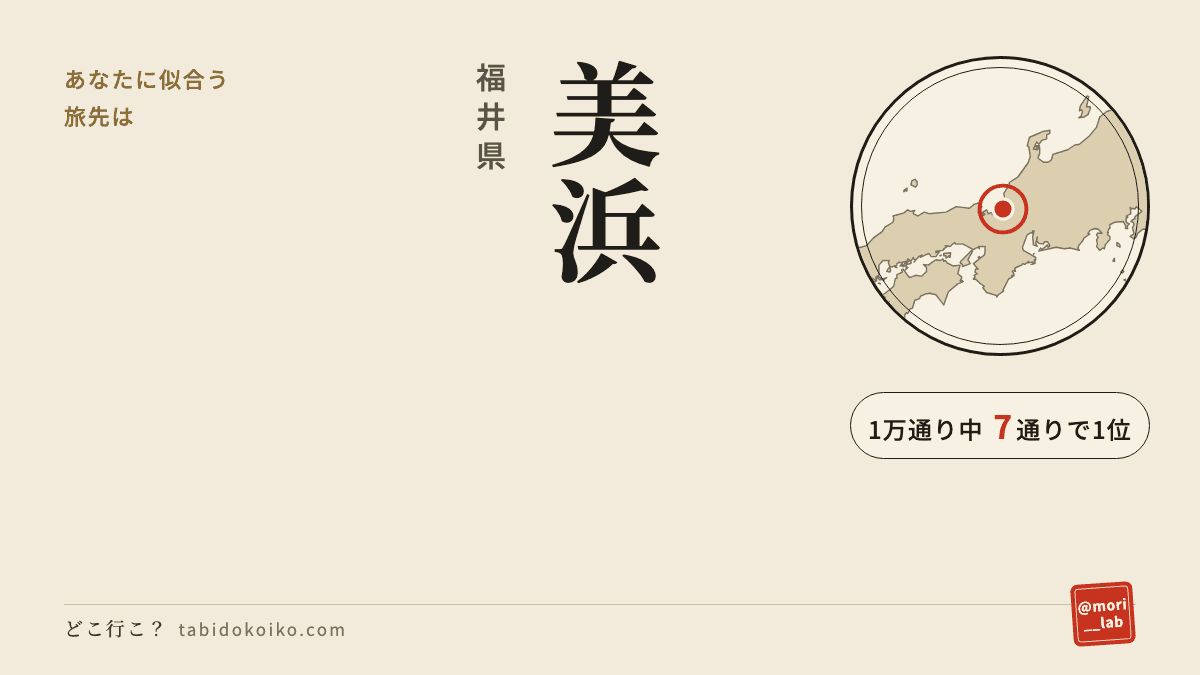 あなたに似合う
旅先は
美浜
福井県
1万通り中 7通りで1位
どこ行こ？ tabidokoiko.com
@mori
__lab